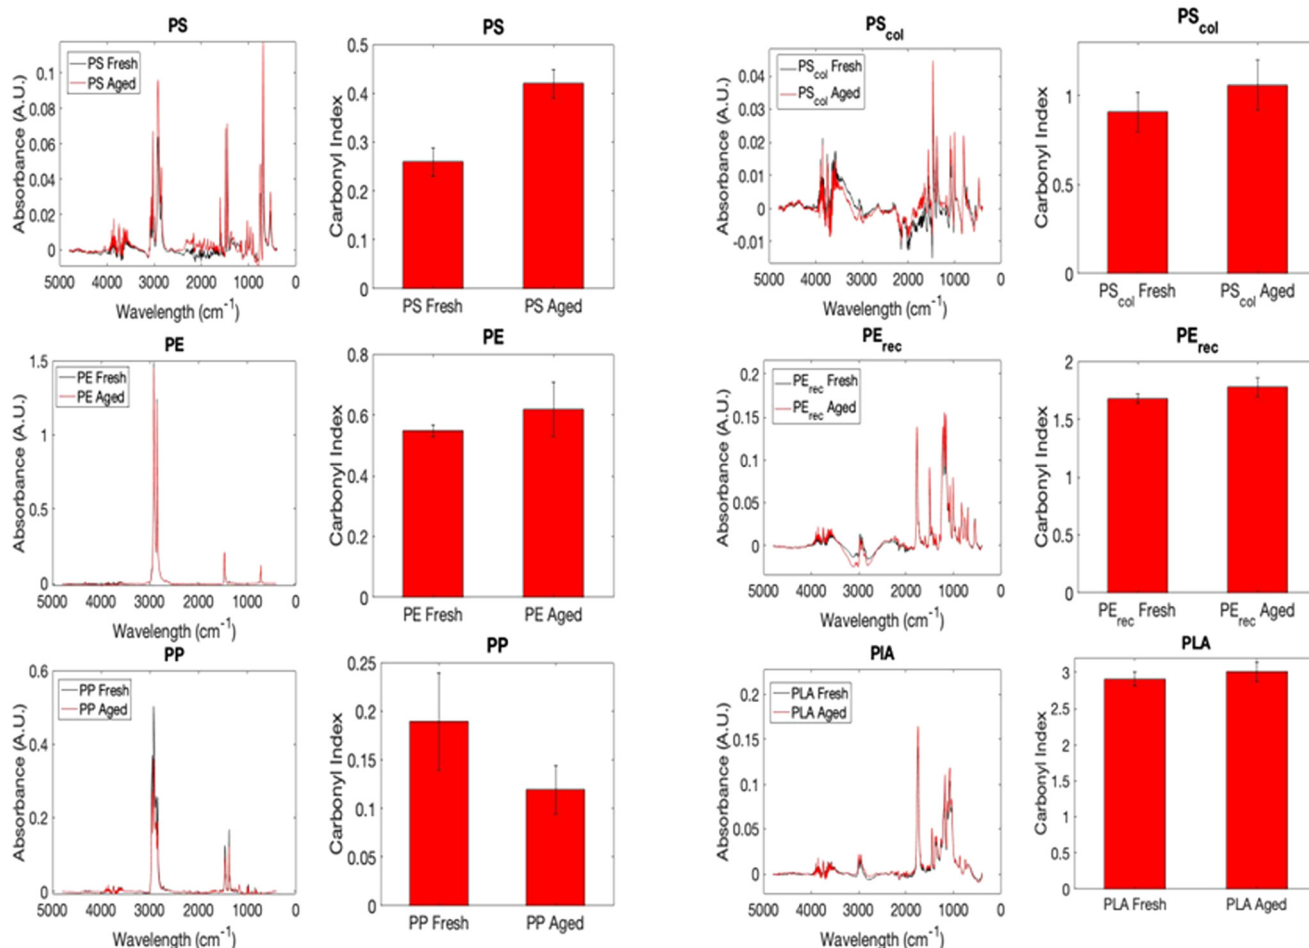 PS
Absorbance (A.U.)
0.1
0.08
0.06
0.04
0.02
0
PS Fresh
PS Aged
5000 4000 3000 2000 1000 0
Wavelength (cm-1)
PS
Carbonyl Index
0.5
0.4
0.3
0.2
0.1
0
PS Fresh PS Aged
PScol
Absorbance (A.U.)
0.04
0.03
0.02
0.01
0
-0.01
PScol Fresh
PScol Aged
5000 4000 3000 2000 1000 0
Wavelength (cm-1)
PScol
Carbonyl Index
1
0.5
0
PScol Fresh PScol Aged
PE
Absorbance (A.U.)
1.5
1
0.5
0
PE Fresh
PE Aged
5000 4000 3000 2000 1000 0
Wavelength (cm-1)
PE
Carbonyl Index
0.8
0.6
0.4
0.2
0
PE Fresh PE Aged
PErec
Absorbance (A.U.)
0.2
0.15
0.1
0.05
0
PErec Fresh
PErec Aged
5000 4000 3000 2000 1000 0
Wavelength (cm-1)
PErec
Carbonyl Index
2
1.5
1
0.5
0
PErec Fresh PErec Aged
PP
Absorbance (A.U.)
0.6
0.4
0.2
0
PP Fresh
PP Aged
5000 4000 3000 2000 1000 0
Wavelength (cm-1)
PP
Carbonyl Index
0.25
0.2
0.15
0.1
0.05
0
PP Fresh PP Aged
PlA
Absorbance (A.U.)
0.2
0.15
0.1
0.05
0
PLA Fresh
PLA Aged
5000 4000 3000 2000 1000 0
Wavelength (cm-1)
PLA
Carbonyl Index
3
2.5
2
1.5
1
0.5
0
PLA Fresh PLA Aged